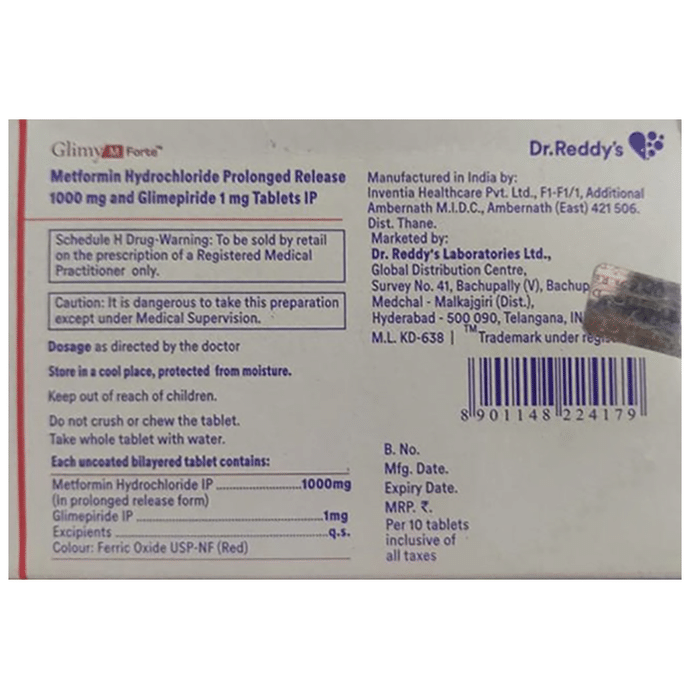 Glimy M Forte™
Metformin Hydrochloride Prolonged Release
1000 mg and Glimepiride 1 mg Tablets IP
Schedule H Drug-Warning: To be sold by retail
on the prescription of a Registered Medical
Practitioner only.
Caution: It is dangerous to take this preparation
except under Medical Supervision.
Dosage as directed by the doctor
Store in a cool place, protected from moisture.
Keep out of reach of children.
Do not crush or chew the tablet.
Take whole tablet with water.
Each uncoated bilayered tablet contains:
Metformin Hydrochloride IP ..................1000mg
(In prolonged release form)
Glimepiride IP .......................................1mg
Excipients ............................................q.s.
Colour: Ferric Oxide USP-NF (Red)
Dr.Reddy's
Manufactured in India by:
Inventia Healthcare Pvt. Ltd., F1-F1/1, Additional
Ambernath M.I.D.C., Ambernath (East) 421 506.
Dist. Thane.
Marketed by:
Dr. Reddy's Laboratories Ltd.,
Global Distribution Centre,
Survey No. 41, Bachupally (V), Bachup
Medchal - Malkajgiri (Dist.),
Hyderabad - 500 090, Telangana, IN
M.L. KD-638 | ™Trademark under
8 901148 224179
B. No.
Mfg. Date.
Expiry Date.
MRP. ₹.
Per 10 tablets
inclusive of
all taxes